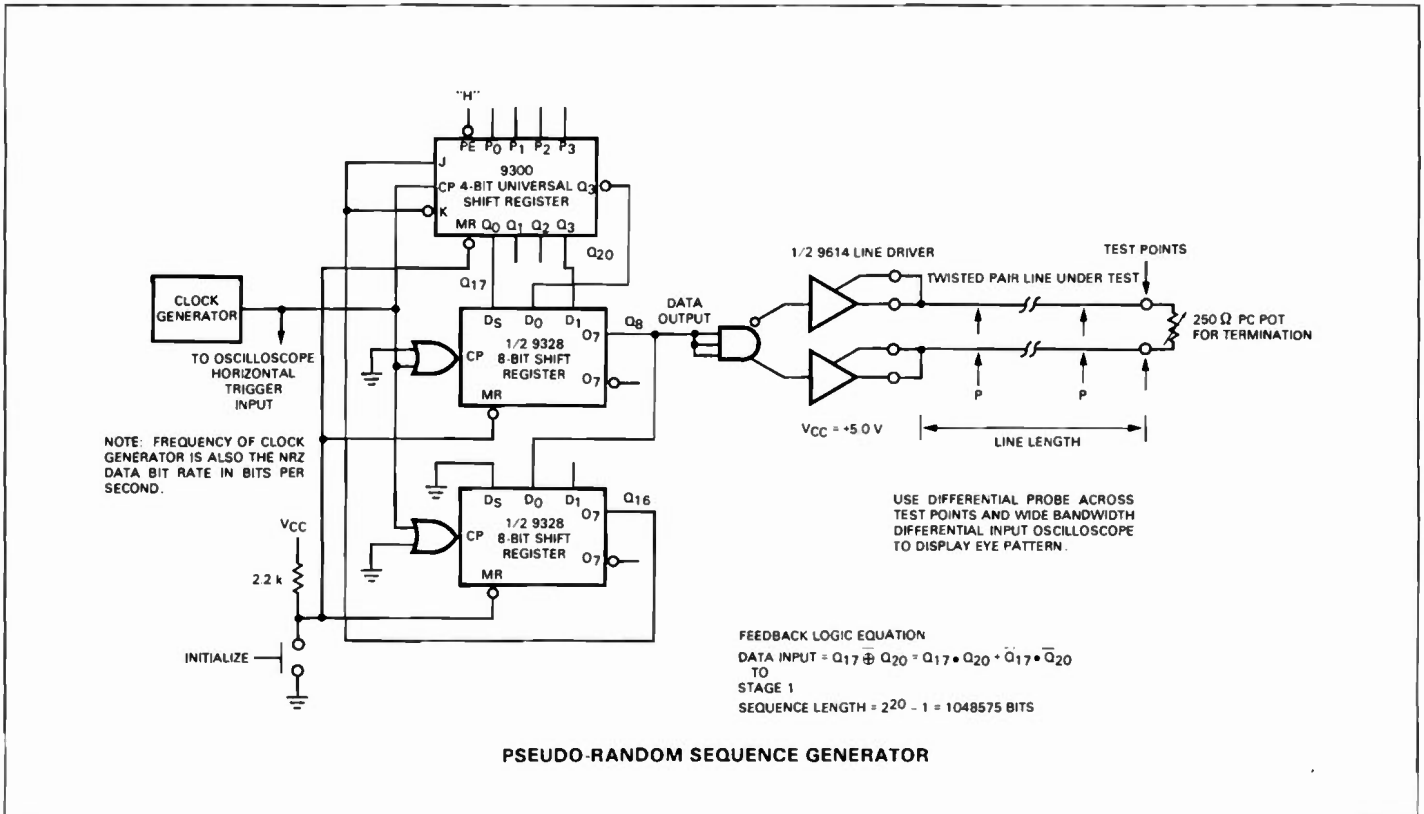 "H"
PE P0 P1 P2 P3
J
9300
CP 4-BIT UNIVERSAL Q3
SHIFT REGISTER
K
MR Q0 Q1 Q2 Q3
Q20
Q17
CLOCK
GENERATOR
TO OSCILLOSCOPE
HORIZONTAL
TRIGGER
INPUT
DS D0 D1
O7
Q8
1/2 9328
CP 8-BIT SHIFT
REGISTER
O7
MR
DATA
OUTPUT
1/2 9614 LINE DRIVER
TEST POINTS
TWISTED PAIR LINE UNDER TEST
250 Ω PC POT
FOR TERMINATION
P P
VCC = +5.0 V
LINE LENGTH
NOTE: FREQUENCY OF CLOCK
GENERATOR IS ALSO THE NRZ
DATA BIT RATE IN BITS PER
SECOND.
DS D0 D1
O7
Q16
1/2 9328
CP 8-BIT SHIFT
REGISTER
O7
MR
VCC
2.2 k
INITIALIZE
USE DIFFERENTIAL PROBE ACROSS
TEST POINTS AND WIDE BANDWIDTH
DIFFERENTIAL INPUT OSCILLOSCOPE
TO DISPLAY EYE PATTERN.
FEEDBACK LOGIC EQUATION
DATA INPUT = Q17 ⊕̅ Q20 = Q17 • Q20 + Q̅17 • Q̅20
TO
STAGE 1
SEQUENCE LENGTH = 2^20 - 1 = 1048575 BITS
PSEUDO-RANDOM SEQUENCE GENERATOR